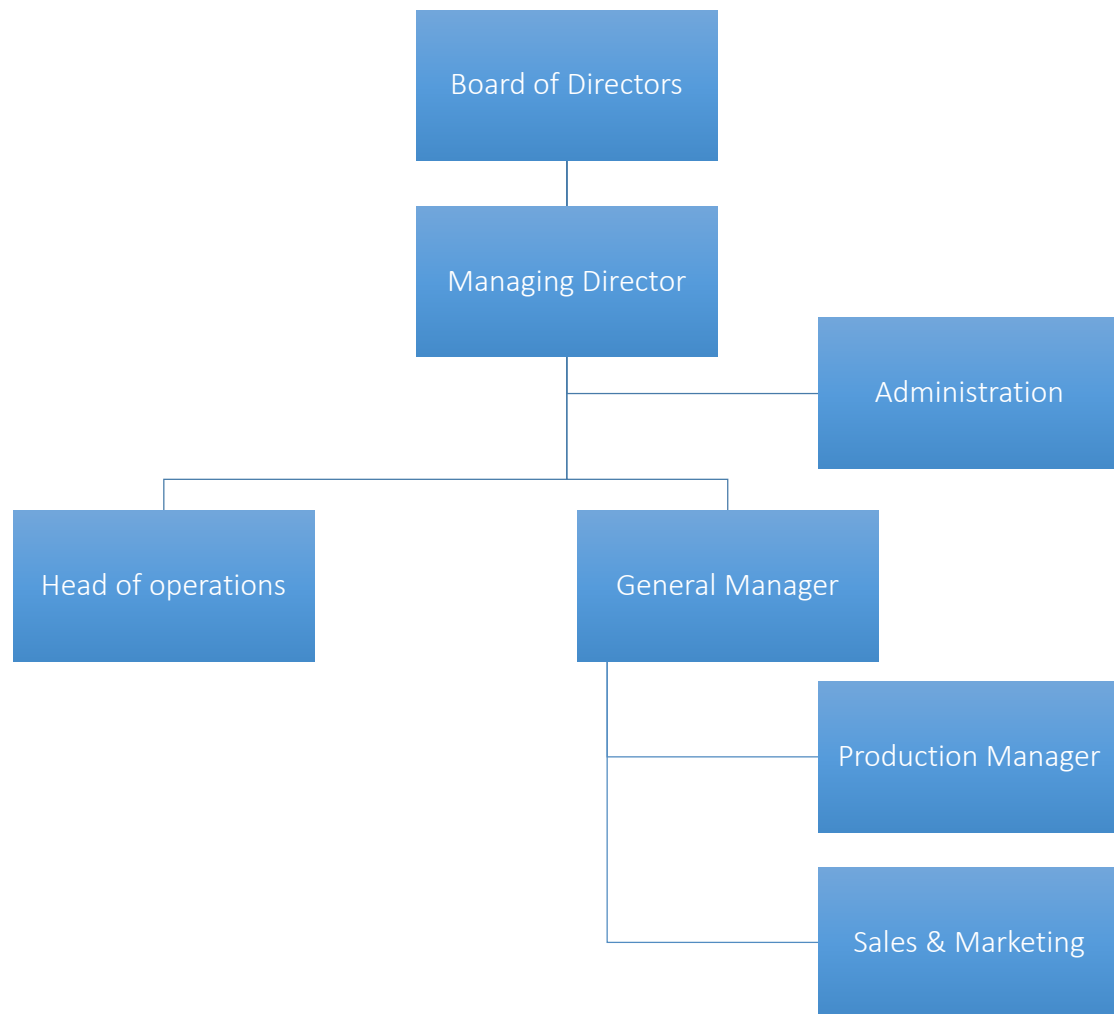 Board of Directors
Managing Director
Administration
Head of operations
General Manager
Production Manager
Sales & Marketing